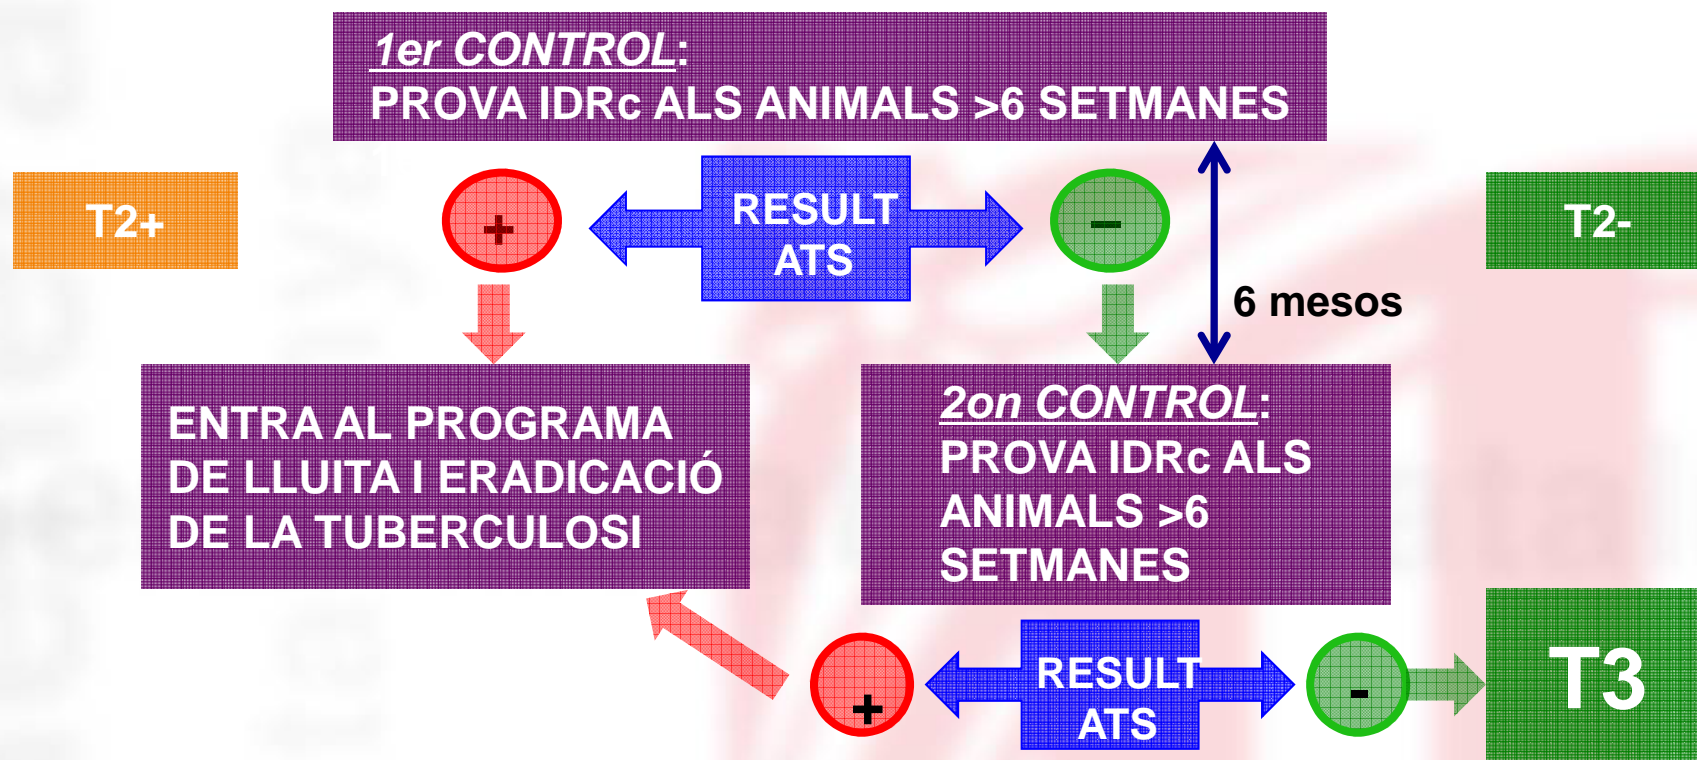 1er CONTROL:
PROVA IDRc ALS ANIMALS >6 SETMANES
T2+
+
RESULT
ATS
-
T2-
6 mesos
ENTRA AL PROGRAMA
DE LLUITA I ERADICACIÓ
DE LA TUBERCULOSI
2on CONTROL:
PROVA IDRc ALS
ANIMALS >6
SETMANES
+
RESULT
ATS
-
T3